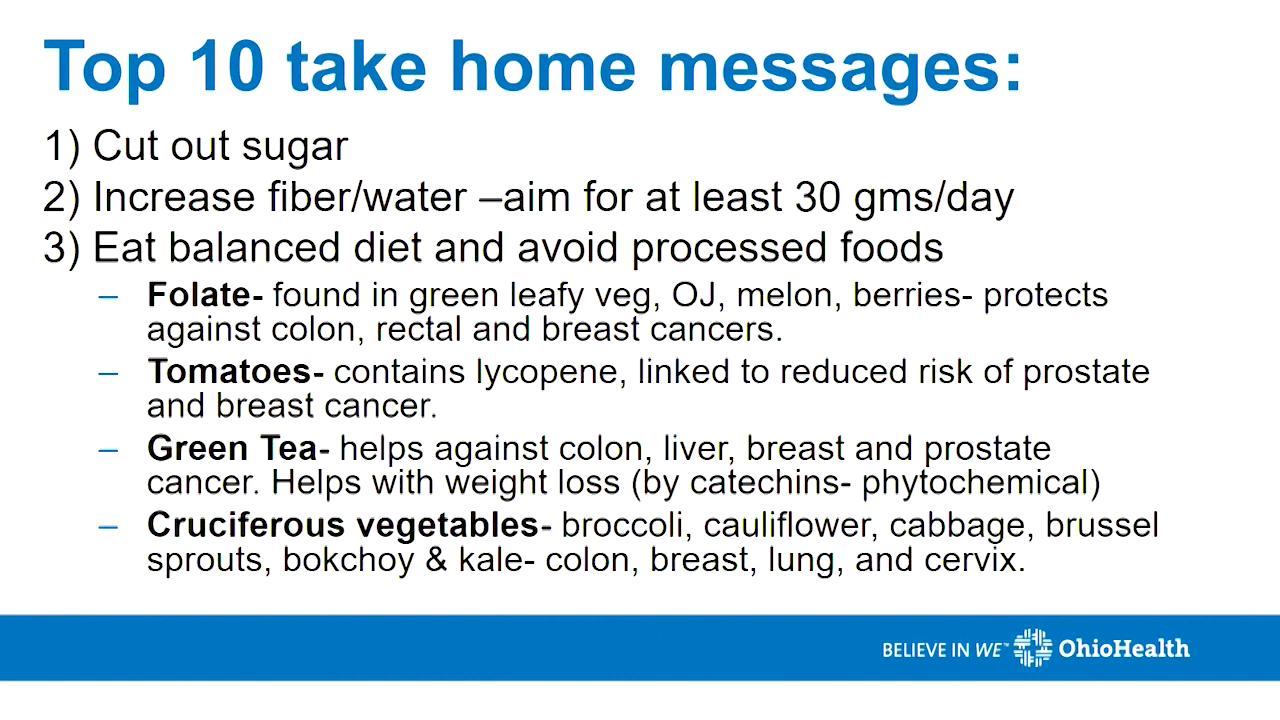 Top 10 take home messages:
1) Cut out sugar
2) Increase fiber/water –aim for at least 30 gms/day
3) Eat balanced diet and avoid processed foods
– Folate- found in green leafy veg, OJ, melon, berries- protects
against colon, rectal and breast cancers.
– Tomatoes- contains lycopene, linked to reduced risk of prostate
and breast cancer.
– Green Tea- helps against colon, liver, breast and prostate
cancer. Helps with weight loss (by catechins- phytochemical)
– Cruciferous vegetables- broccoli, cauliflower, cabbage, brussel
sprouts, bokchoy & kale- colon, breast, lung, and cervix.
BELIEVE IN WE™ OhioHealth